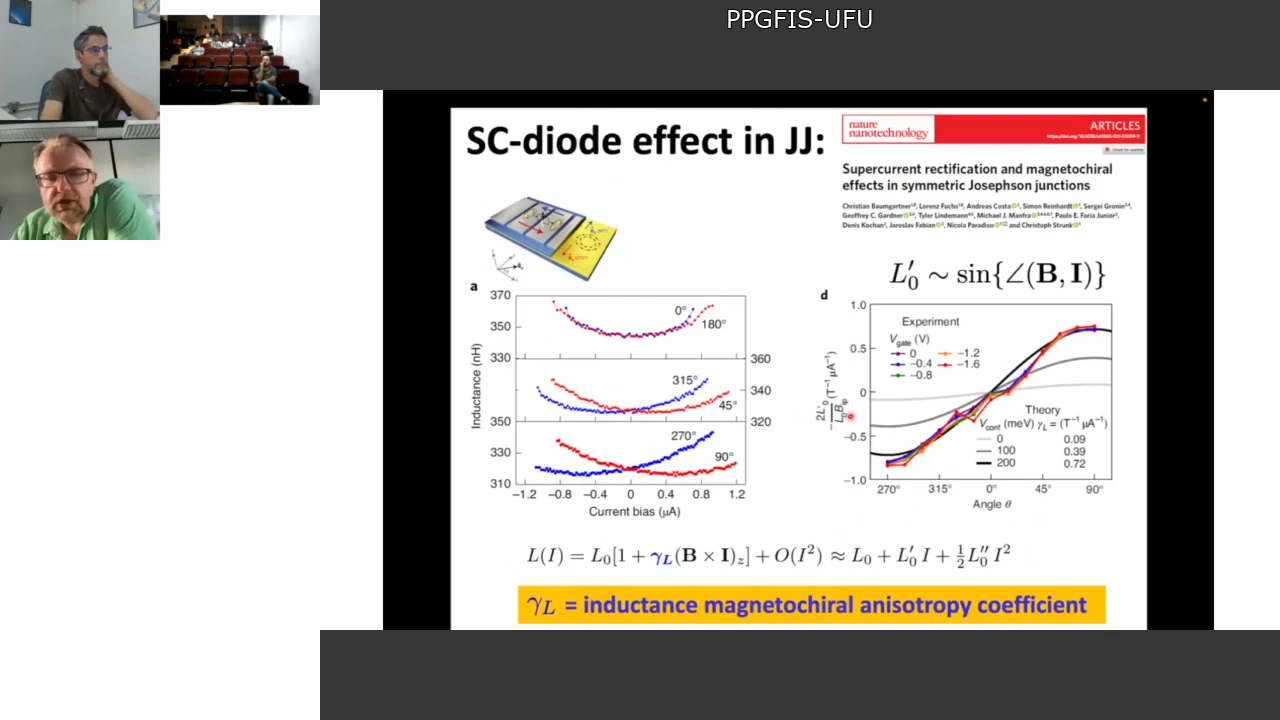 PPGFIS-UFU
SC-diode effect in JJ:
nature
nanotechnology
ARTICLES
Check for updates
Supercurrent rectification and magnetochiral
effects in symmetric Josephson junctions
Christian Baumgartner, Lorenz Fuchs, Andreas Costa, Simon Reinhardt, Sergei Gronin,
Geoffrey C. Gardner, Tyler Lindemann, Michael J. Manfra, Paulo E. Faria Junior,
Denis Kochan, Jaroslav Fabian, Nicola Paradiso and Christoph Strunk
L′₀ ∼ sin{∠(B, I)}
a
370
350
330
0°
180°
360
340
320
315°
45°
350
330
310
270°
90°
Inductance (nH)
−1.2 −0.8 −0.4 0 0.4 0.8 1.2
Current bias (μA)
d
1.0
0.5
0
−0.5
−1.0
Experiment
V_gate (V)
0 −1.2
−0.4 −1.6
−0.8
Theory
V_conf (meV) γ_L = (T⁻¹ μA⁻¹)
0 0.09
100 0.39
200 0.72
270° 315° 0° 45° 90°
Angle θ
L(I) = L₀[1 + γ_L(B × I)_z] + O(I²) ≈ L₀ + L′₀ I + ½L″₀ I²
γ_L = inductance magnetochiral anisotropy coefficient